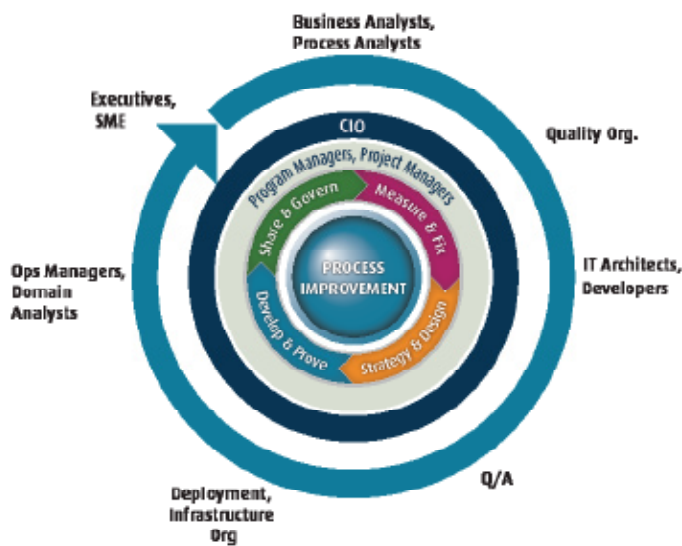 Business Analysts,
Process Analysts
Executives,
SME
CIO
Quality Org.
Program Managers, Project Managers
Share & Govern
Measure & Fix
Ops Managers,
Domain
Analysts
PROCESS
IMPROVEMENT
IT Architects,
Developers
Develop & Prove
Strategy & Design
Q/A
Deployment,
Infrastructure
Org